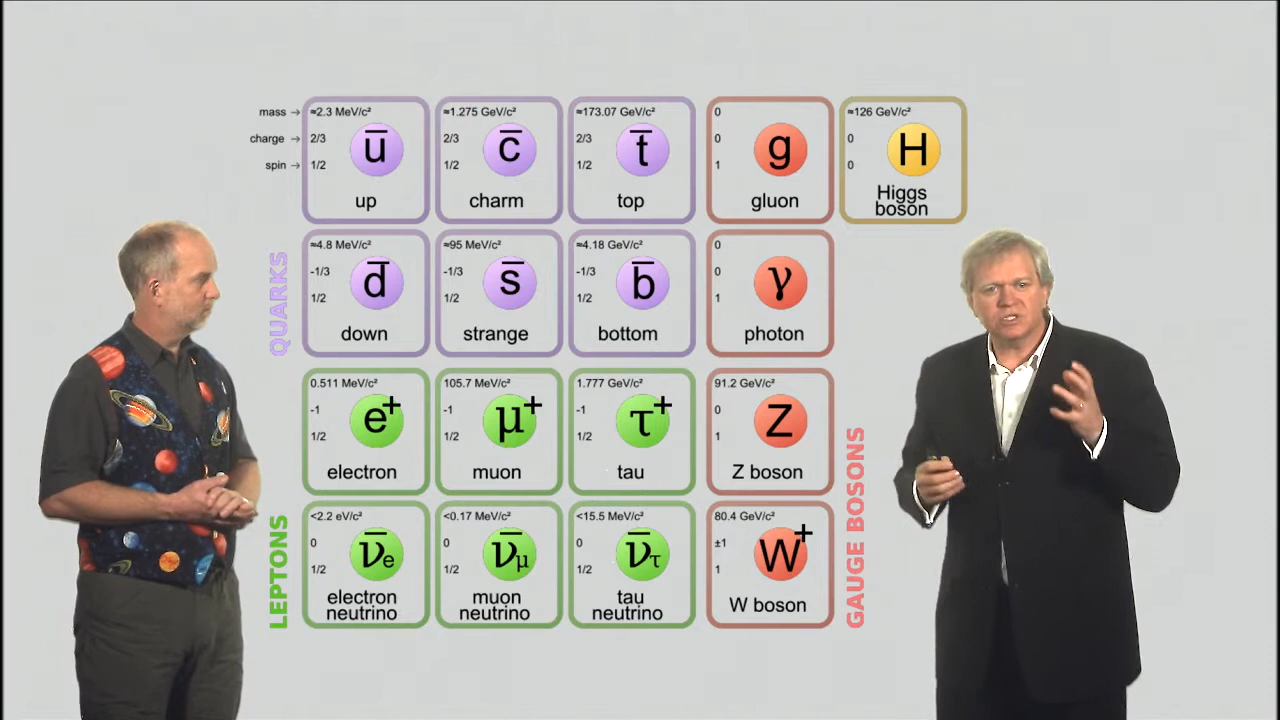 mass → ≈2.3 MeV/c² ≈1.275 GeV/c² ≈173.07 GeV/c² 0 ≈126 GeV/c²
charge → 2/3 2/3 2/3 0 0
spin → 1/2 1/2 1/2 1 0
u̅ c̅ t̅ g H
up charm top gluon Higgs
boson
QUARKS
≈4.8 MeV/c² ≈95 MeV/c² ≈4.18 GeV/c² 0
-1/3 -1/3 -1/3 0
1/2 1/2 1/2 1
d̅ s̅ b̅ γ
down strange bottom photon
0.511 MeV/c² 105.7 MeV/c² 1.777 GeV/c² 91.2 GeV/c²
-1 -1 -1 0
1/2 1/2 1/2 1
e+ μ+ τ+ Z
electron muon tau Z boson
LEPTONS
<2.2 eV/c² <0.17 MeV/c² <15.5 MeV/c² 80.4 GeV/c²
0 0 0 ±1
1/2 1/2 1/2 1
ν̅e ν̅μ ν̅τ W+
electron muon tau W boson
neutrino neutrino neutrino
GAUGE BOSONS